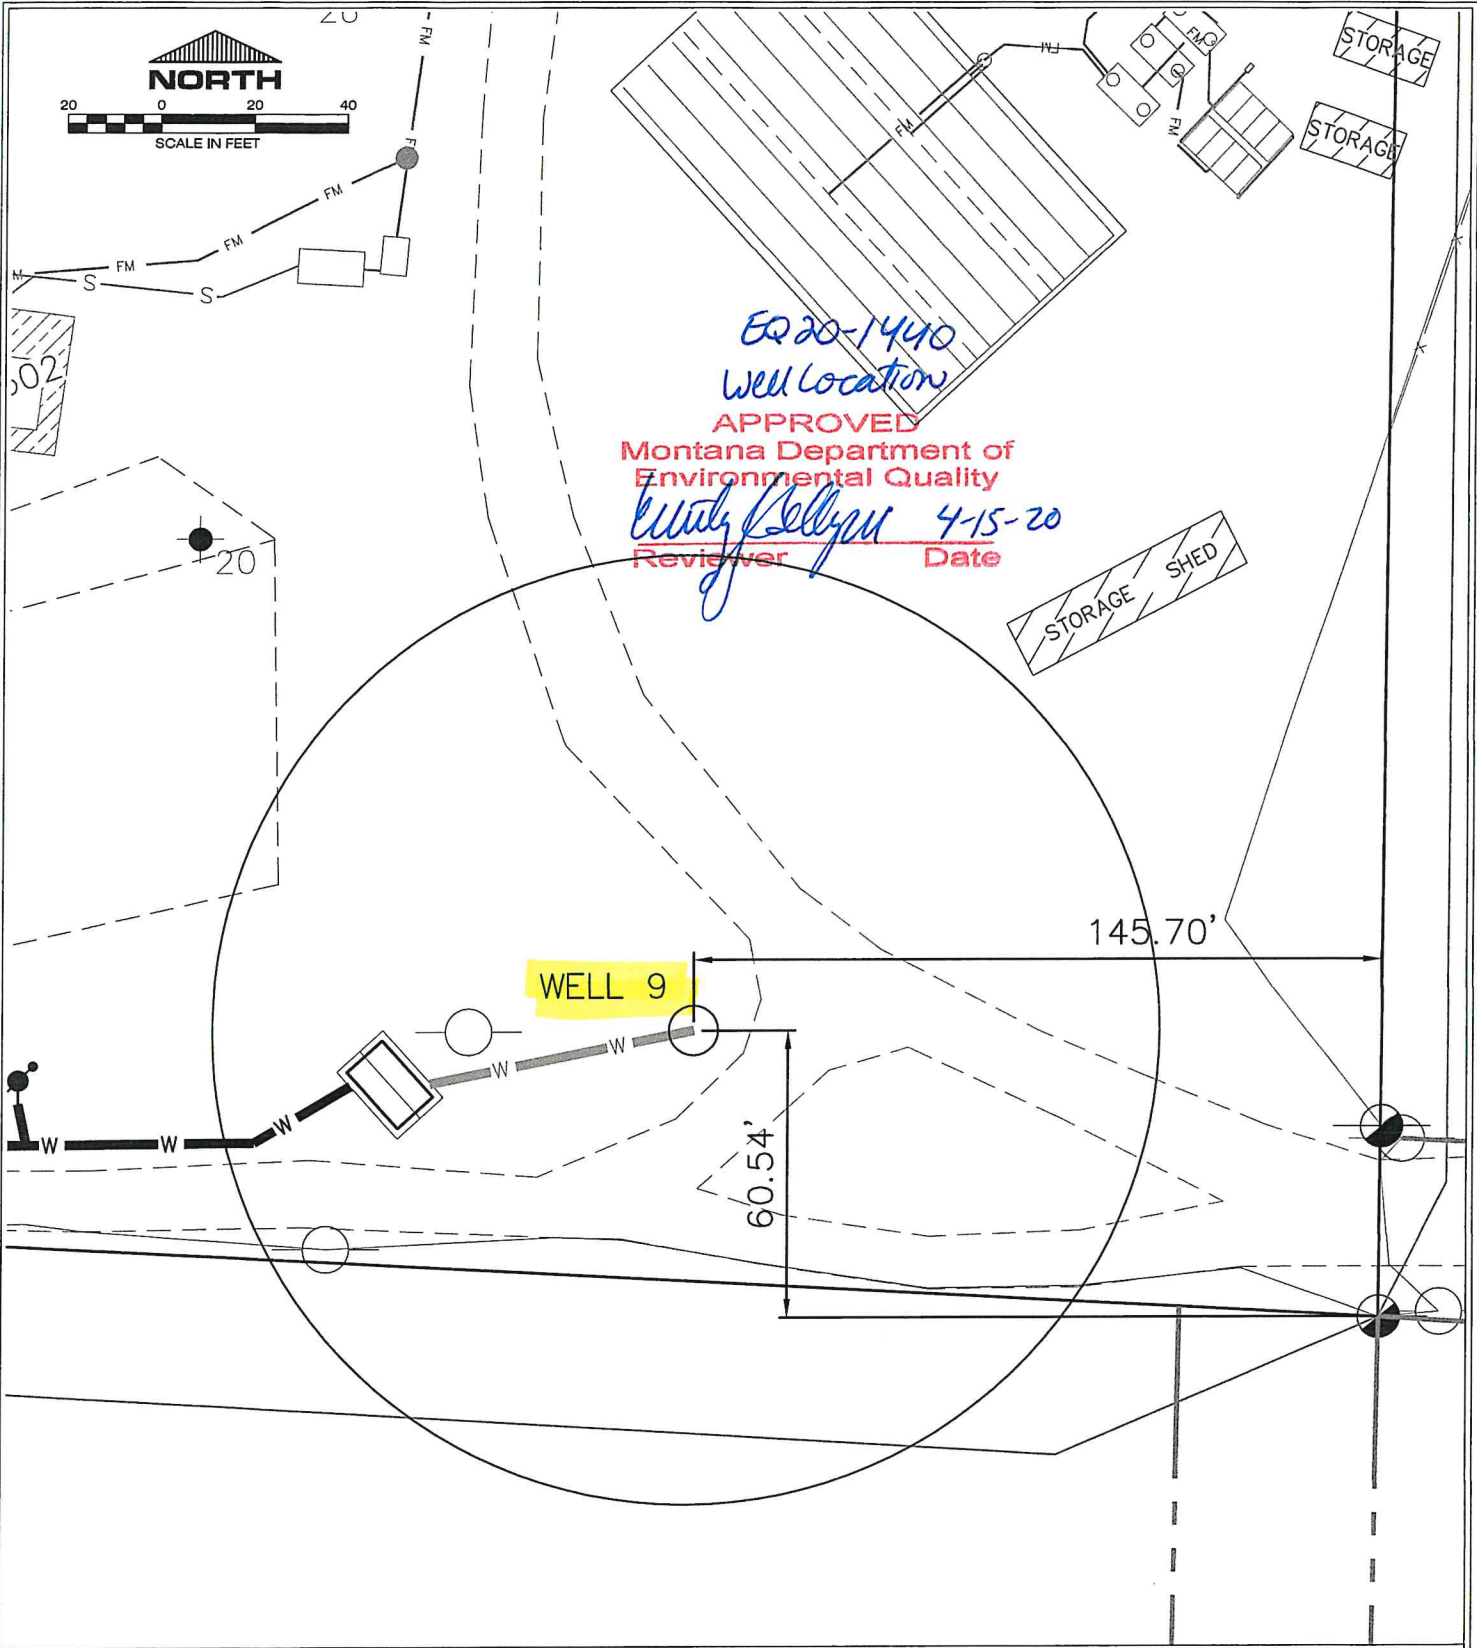 NORTH
20 0 20 40
SCALE IN FEET
FM
FM
FM
FM
S
S
FM
FM
FM
FM
STORAGE
STORAGE
EQ20-1440
Well Location
APPROVED
Montana Department of
Environmental Quality
4-15-20
Reviewer Date
20
STORAGE SHED
145.70'
WELL 9
60.54'
W
W
W
W
W